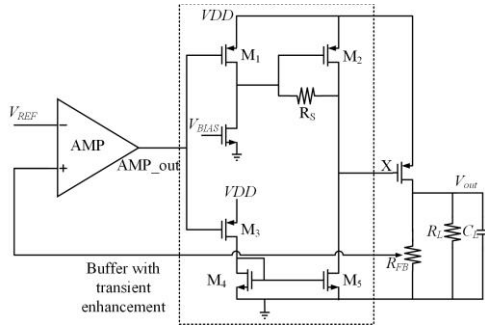 VDD
M1
M2
RS
VREF
AMP
AMP_out
VBIAS
X
Vout
VDD
M3
RL
CL
RFB
M4
M5
Buffer with
transient
enhancement